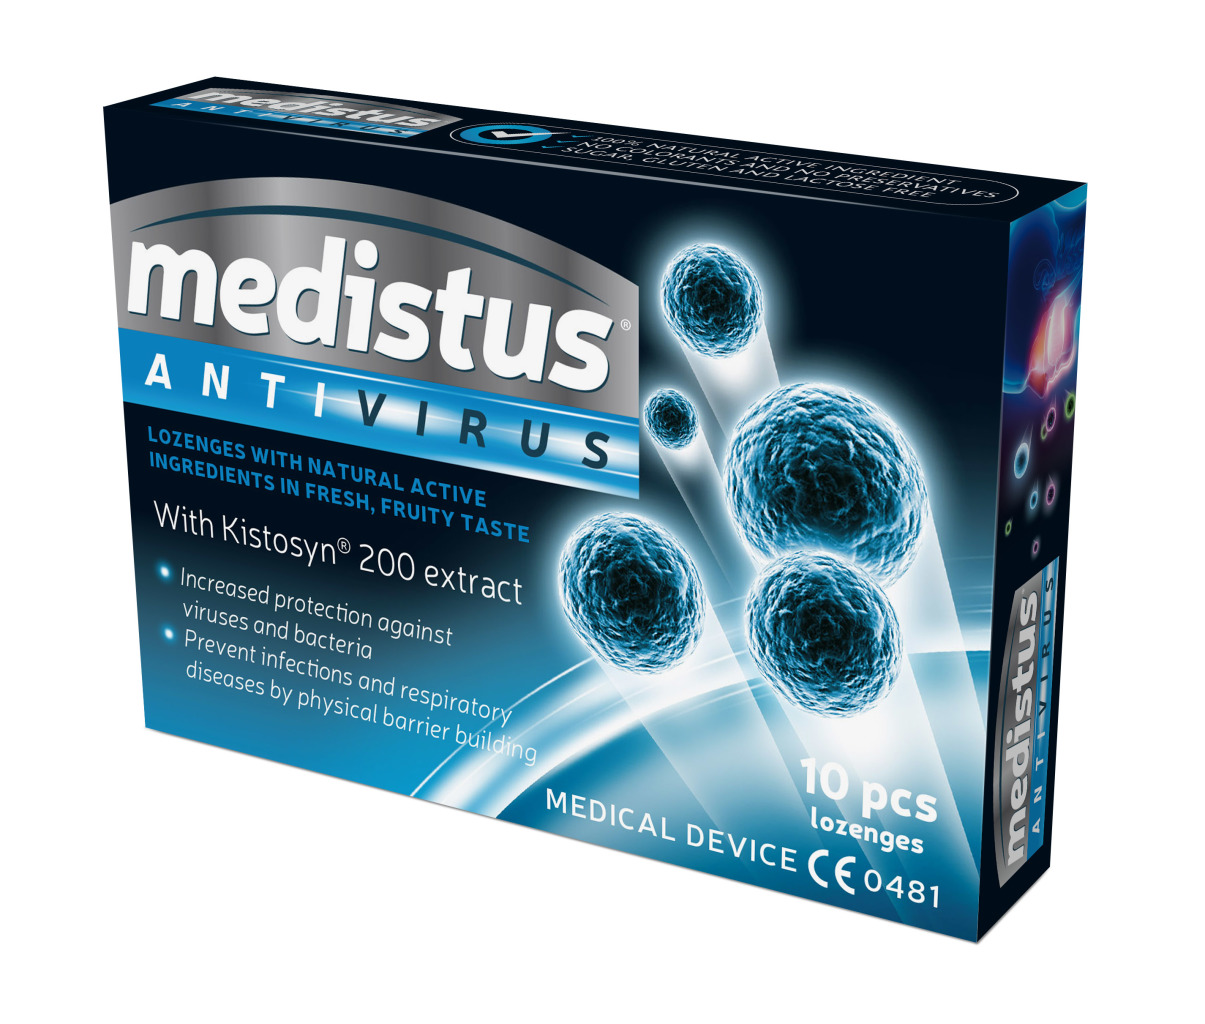 medistus
ANTIVIRUS
100% NATURAL ACTIVE INGREDIENT
NO COLORANTS AND NO PRESERVATIVES
SUGAR, GLUTEN AND LACTOSE FREE
medistus®
ANTIVIRUS
LOZENGES WITH NATURAL ACTIVE
INGREDIENTS IN FRESH, FRUITY TASTE
With Kistosyn® 200 extract
Increased protection against
viruses and bacteria
Prevent infections and respiratory
diseases by physical barrier building
10 pcs
lozenges
MEDICAL DEVICE CE 0481
medistus
ANTIVIRUS